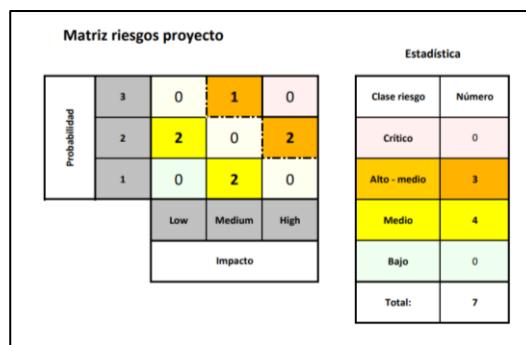 Matriz riesgos proyecto
Estadística
Probabilidad
3 0 1 0
2 2 0 2
1 0 2 0
Low Medium High
Impacto
Clase riesgo Número
Crítico 0
Alto - medio 3
Medio 4
Bajo 0
Total: 7